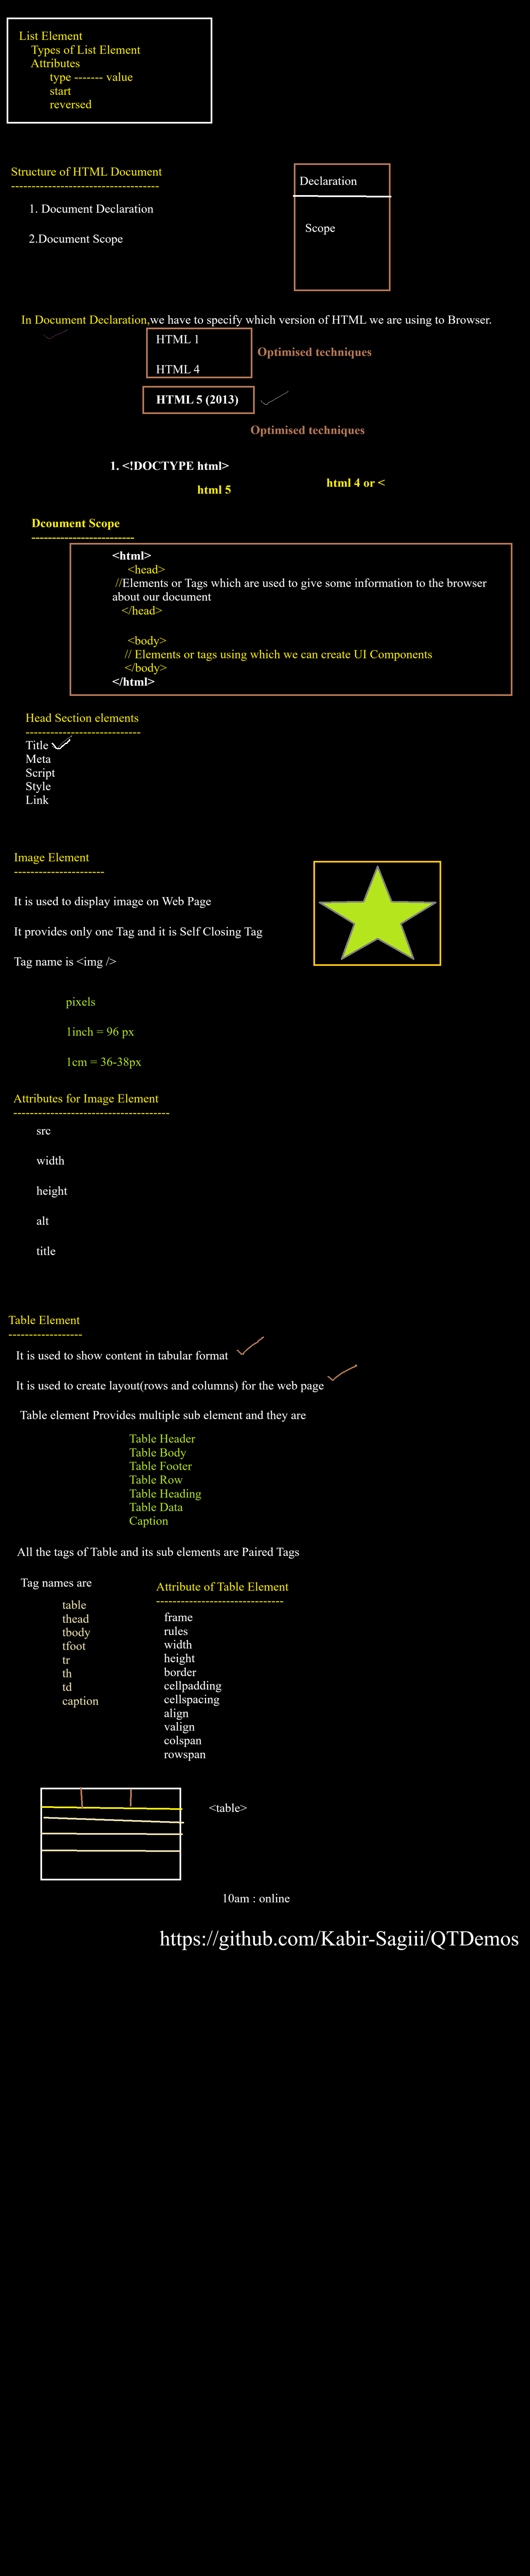 List Element
Types of List Element
Attributes
type ------- value
start
reversed
Structure of HTML Document
------------------------------------
1. Document Declaration
2.Document Scope
Declaration
Scope
In Document Declaration,we have to specify which version of HTML we are using to Browser.
HTML 1
HTML 4
Optimised techniques
HTML 5 (2013)
Optimised techniques
1. <!DOCTYPE html>
html 5
html 4 or <
Dcoument Scope
-------------------------
<html>
<head>
//Elements or Tags which are used to give some information to the browser
about our document
</head>
<body>
// Elements or tags using which we can create UI Components
</body>
</html>
Head Section elements
----------------------------
Title
Meta
Script
Style
Link
Image Element
----------------------
It is used to display image on Web Page
It provides only one Tag and it is Self Closing Tag
Tag name is <img />
pixels
1inch = 96 px
1cm = 36-38px
Attributes for Image Element
--------------------------------------
src
width
height
alt
title
Table Element
------------------
It is used to show content in tabular format
It is used to create layout(rows and columns) for the web page
Table element Provides multiple sub element and they are
Table Header
Table Body
Table Footer
Table Row
Table Heading
Table Data
Caption
All the tags of Table and its sub elements are Paired Tags
Tag names are
table
thead
tbody
tfoot
tr
th
td
caption
Attribute of Table Element
-------------------------------
frame
rules
width
height
border
cellpadding
cellspacing
align
valign
colspan
rowspan
<table>
10am : online
https://github.com/Kabir-Sagiii/QTDemos